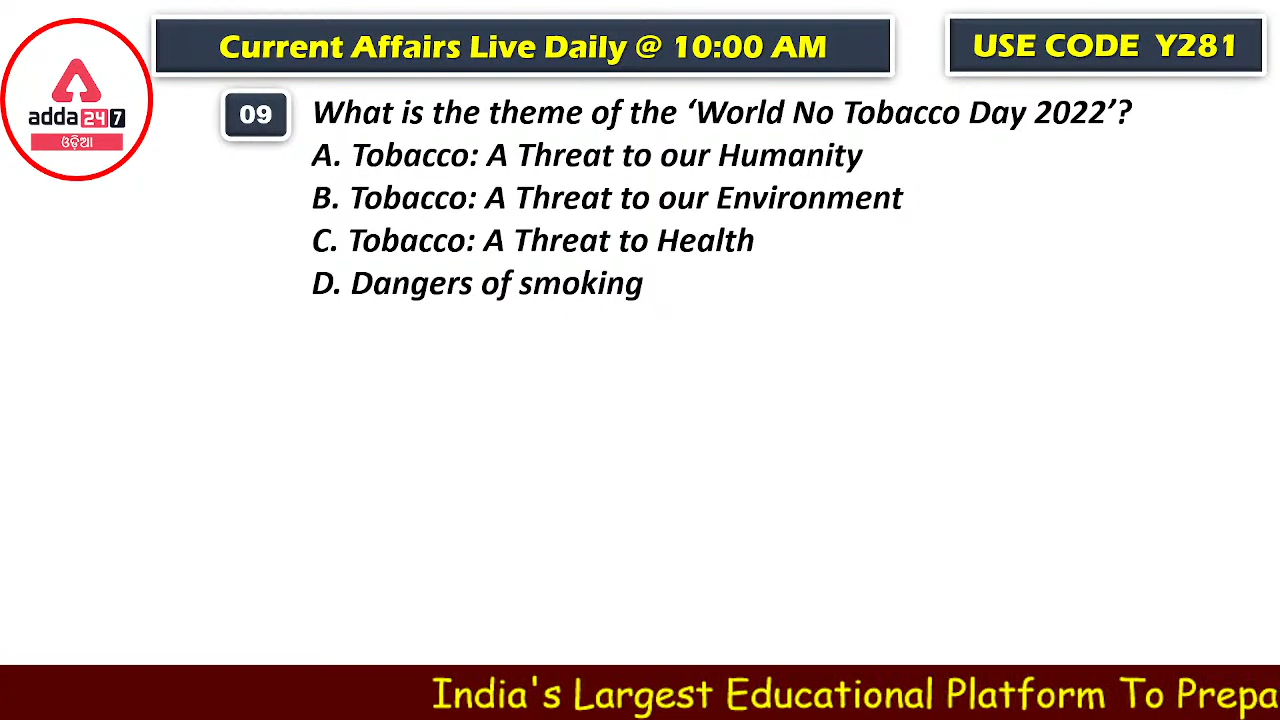 Current Affairs Live Daily @ 10:00 AM
USE CODE Y281
adda247
ଓଡ଼ିଆ
09
What is the theme of the ‘World No Tobacco Day 2022’?
A. Tobacco: A Threat to our Humanity
B. Tobacco: A Threat to our Environment
C. Tobacco: A Threat to Health
D. Dangers of smoking
India's Largest Educational Platform To Prepa